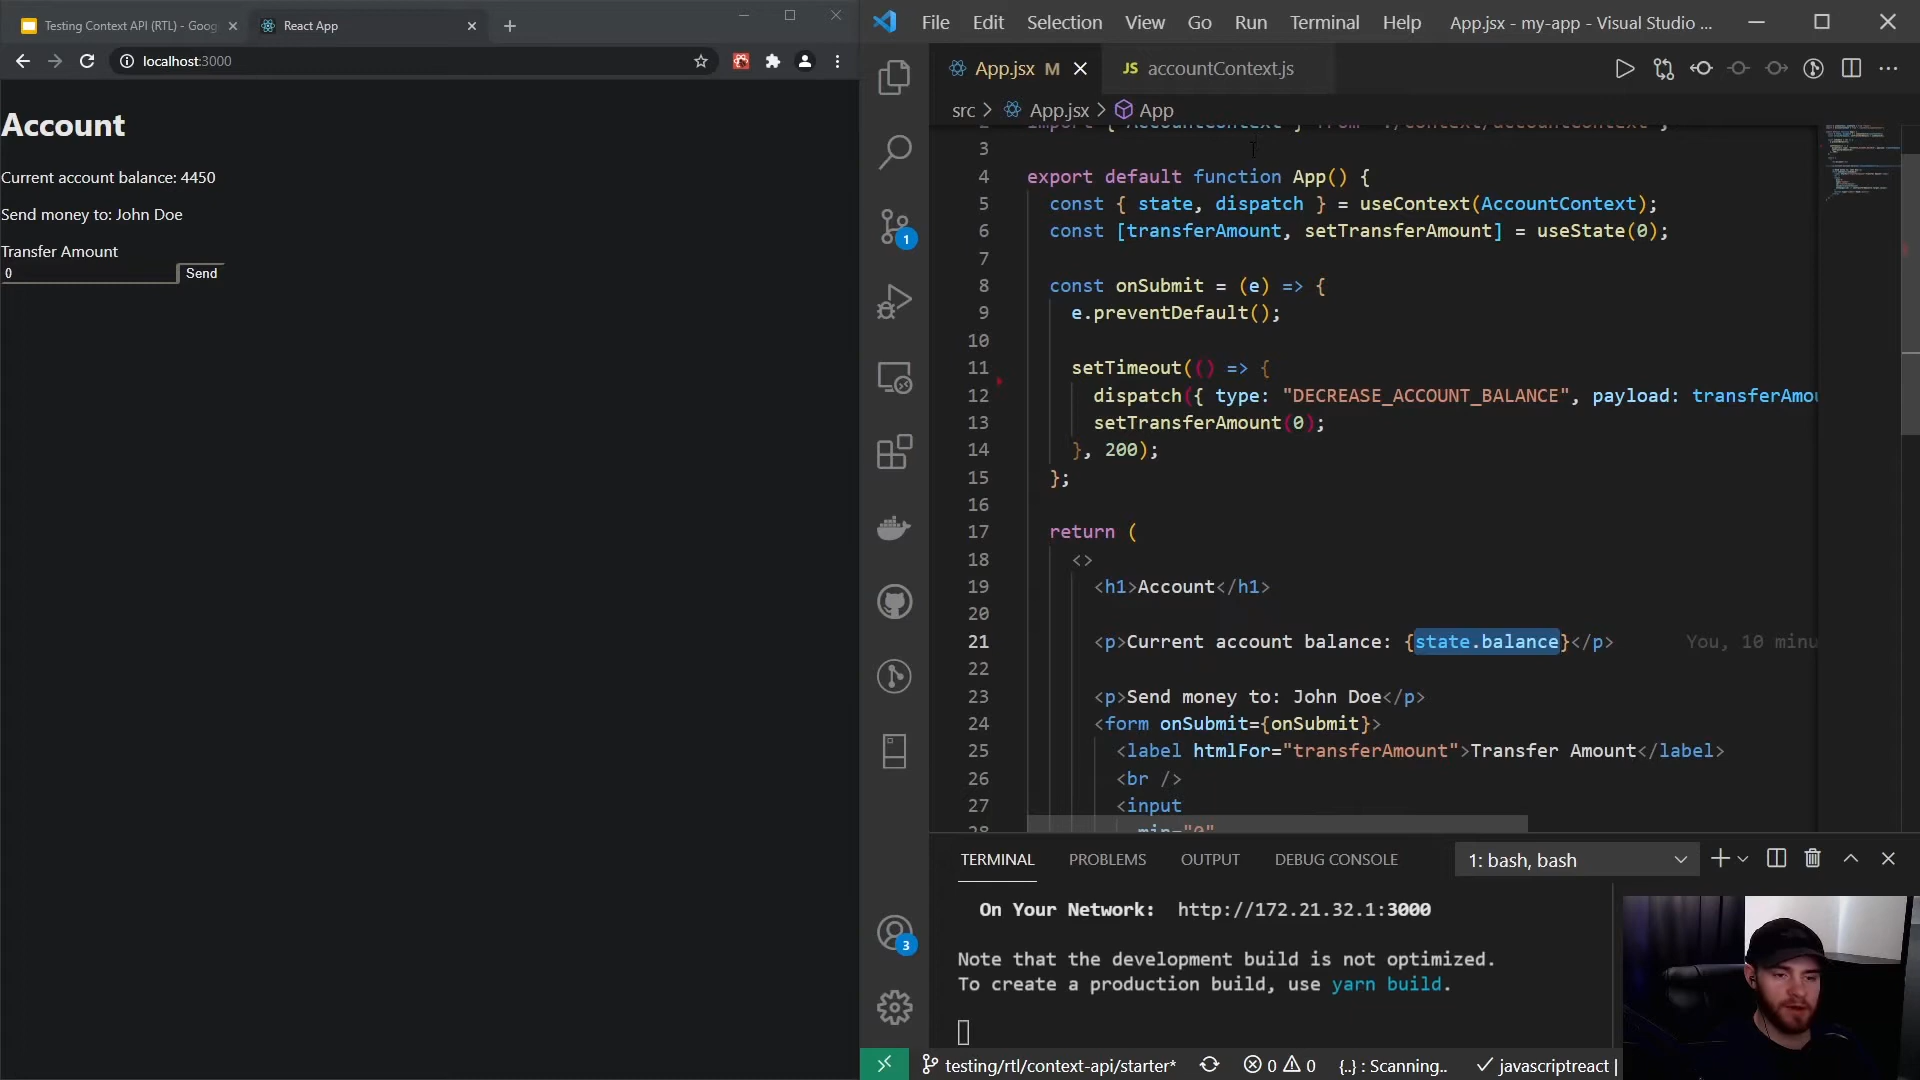 Testing Context API (RTL) - Goog
React App
localhost:3000
Account
Current account balance: 4450
Send money to: John Doe
Transfer Amount
0
Send
File Edit Selection View Go Run Terminal Help App.jsx - my-app - Visual Studio ...
App.jsx M
JS accountContext.js
src > App.jsx > App
3
4 export default function App() {
5 const { state, dispatch } = useContext(AccountContext);
6 const [transferAmount, setTransferAmount] = useState(0);
7
8 const onSubmit = (e) => {
9 e.preventDefault();
10
11 setTimeout(() => {
12 dispatch({ type: "DECREASE_ACCOUNT_BALANCE", payload: transferAmou
13 setTransferAmount(0);
14 }, 200);
15 };
16
17 return (
18 <>
19 <h1>Account</h1>
20
21 <p>Current account balance: {state.balance}</p> You, 10 minu
22
23 <p>Send money to: John Doe</p>
24 <form onSubmit={onSubmit}>
25 <label htmlFor="transferAmount">Transfer Amount</label>
26 <br />
27 <input
28 min="0"
1
3
TERMINAL PROBLEMS OUTPUT DEBUG CONSOLE 1: bash, bash
On Your Network: http://172.21.32.1:3000
Note that the development build is not optimized.
To create a production build, use yarn build.
testing/rtl/context-api/starter* 0 0 {..} : Scanning.. javascriptreact |